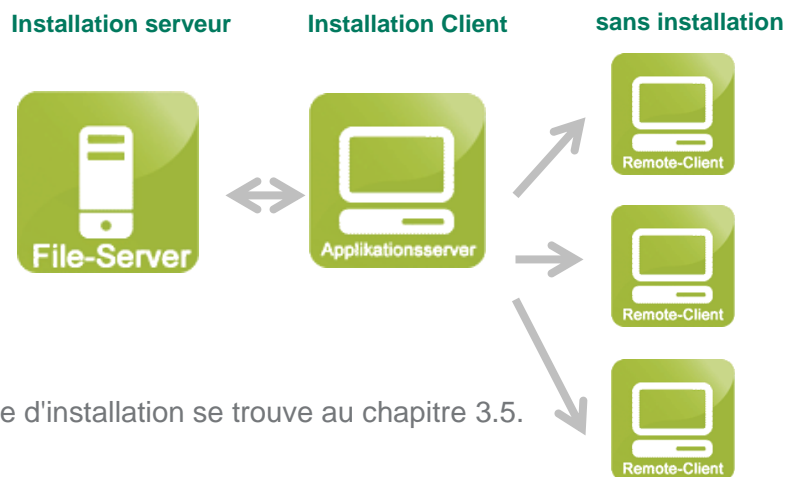 Installation serveur
Installation Client
sans installation
File-Server
Applikationsserver
Remote-Client
Remote-Client
Remote-Client
e d'installation se trouve au chapitre 3.5.